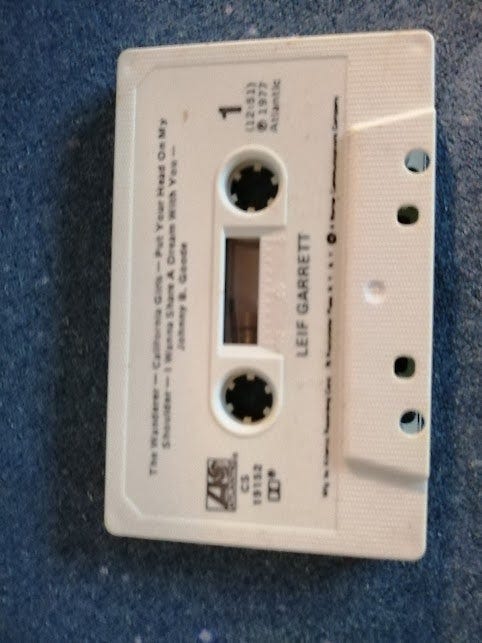 The Wanderer — California Girls — Put Your Head On My
Shoulder — I Wanna Share A Dream With You —
Johnny B. Goode
CS
19152
1
(12:51)
℗ 1977
Atlantic
LEIF GARRETT